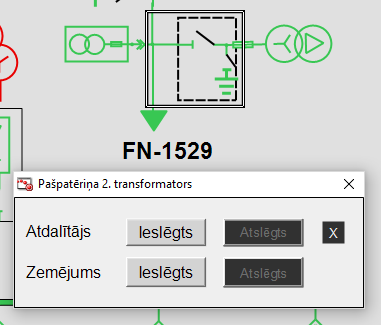 FN-1529
Pašpatēriņa 2. transformators
Atdalītājs Ieslēgts Atslēgts X
Zemējums Ieslēgts Atslēgts